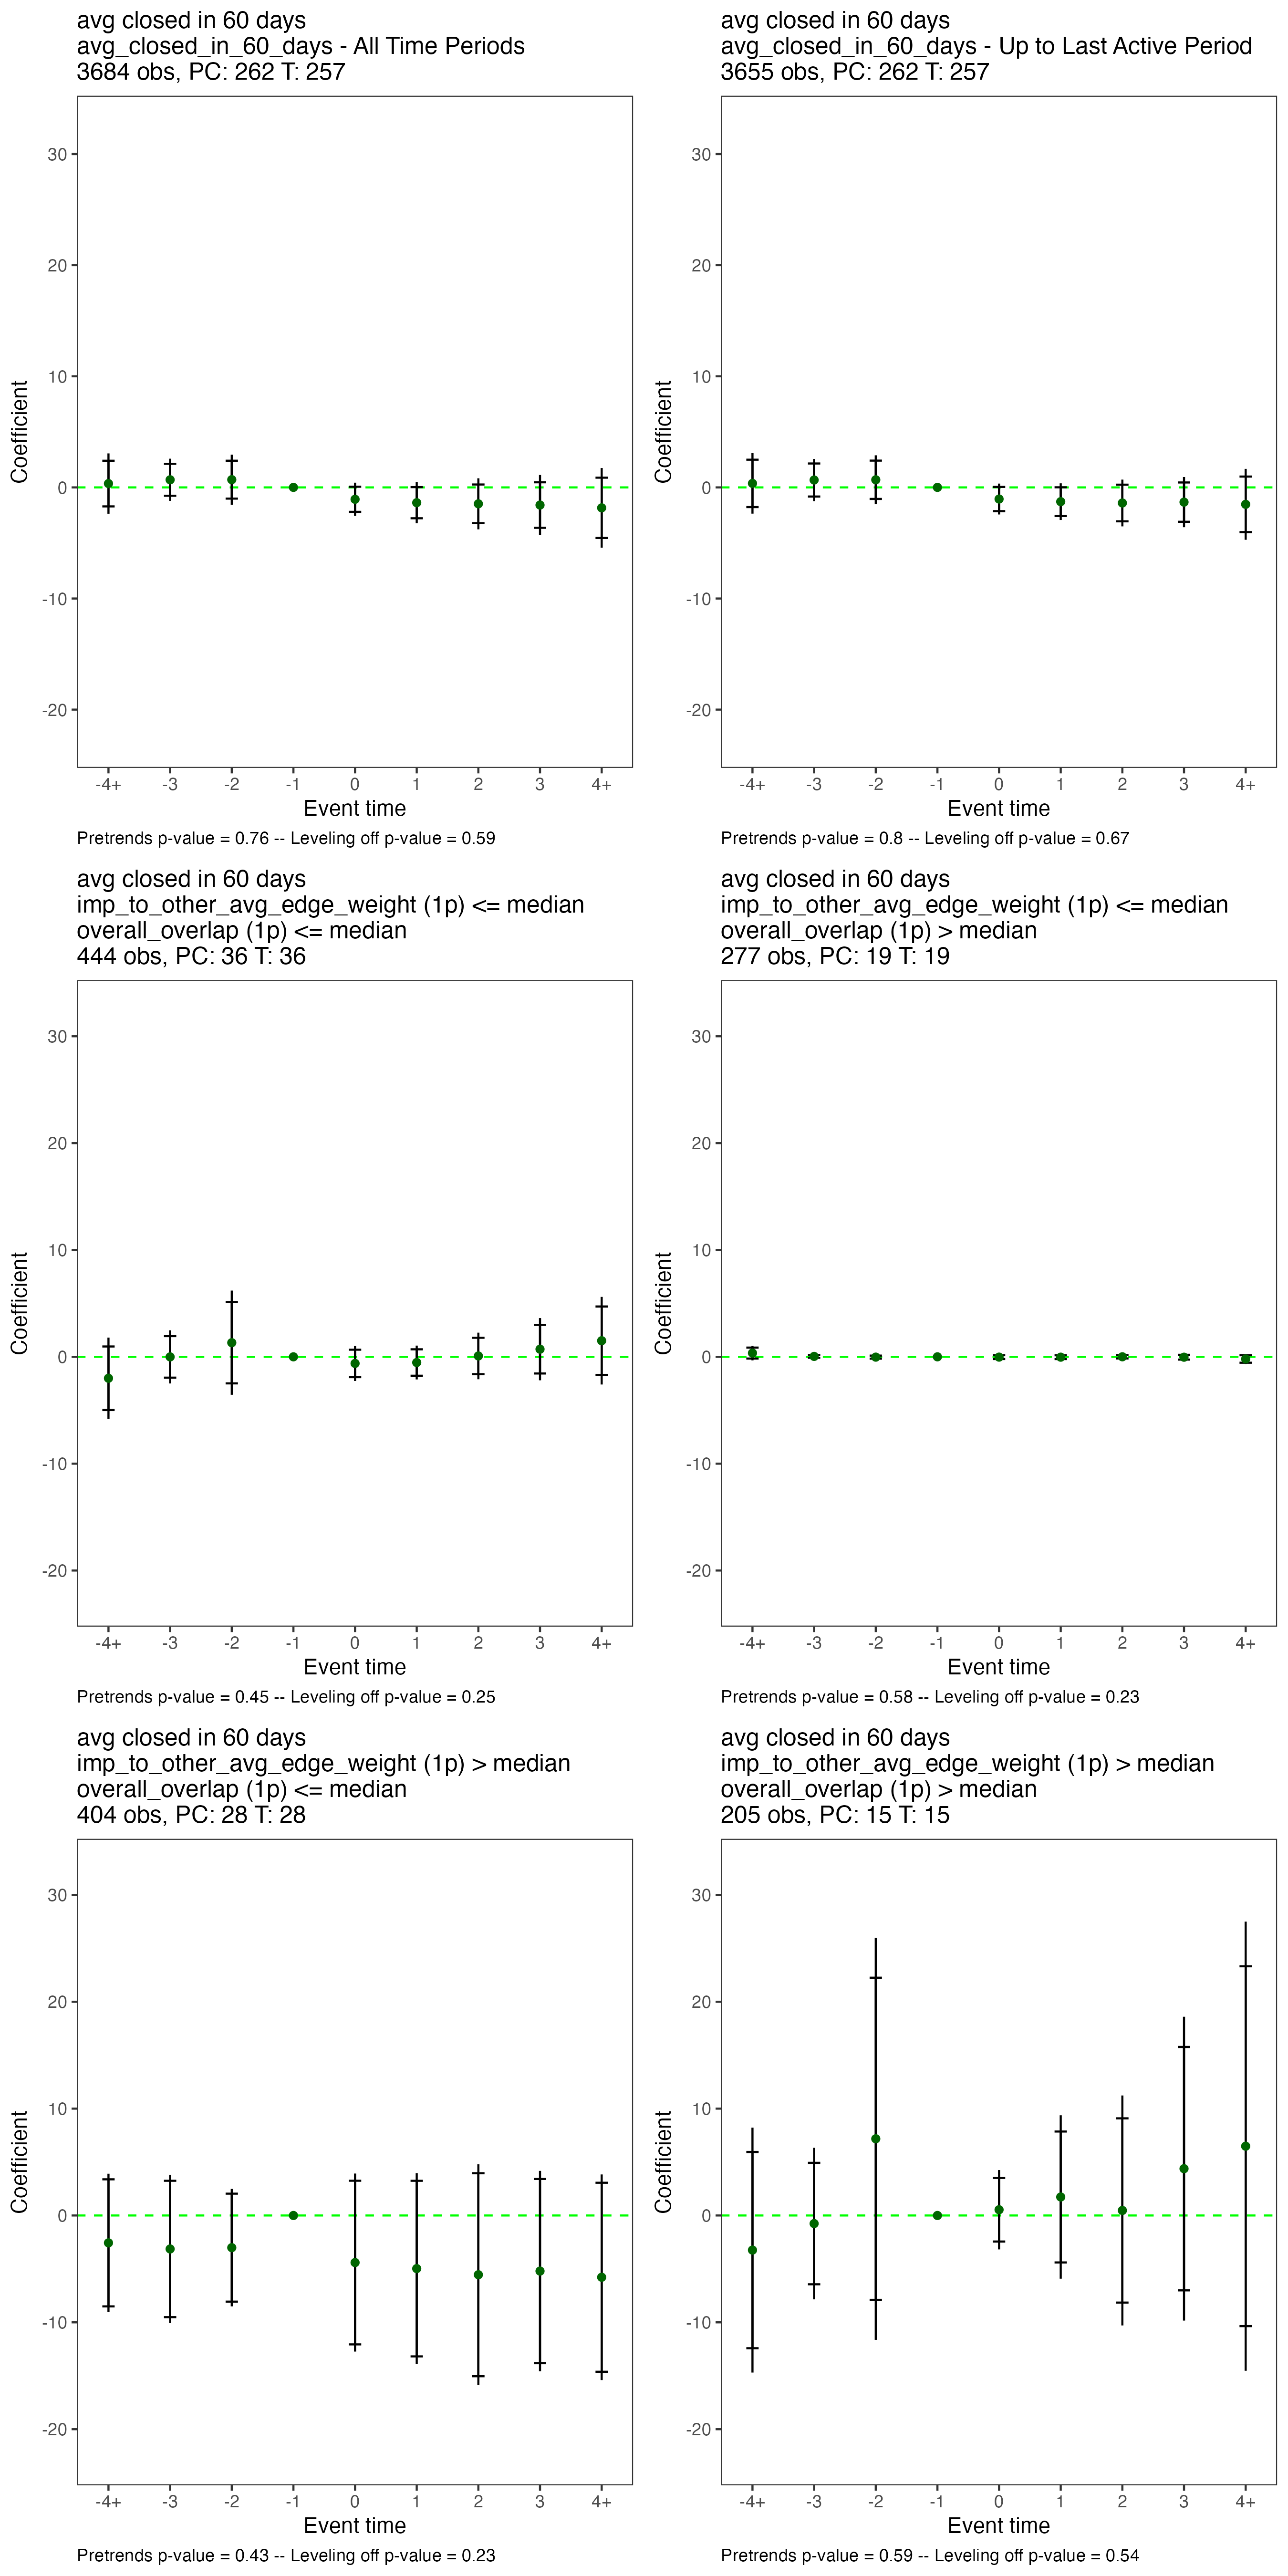 avg closed in 60 days
avg_closed_in_60_days - All Time Periods
3684 obs, PC: 262 T: 257
Coefficient
30
20
10
0
-10
-20
-4+ -3 -2 -1 0 1 2 3 4+
Event time
Pretrends p-value = 0.76 -- Leveling off p-value = 0.59
avg closed in 60 days
avg_closed_in_60_days - Up to Last Active Period
3655 obs, PC: 262 T: 257
Coefficient
30
20
10
0
-10
-20
-4+ -3 -2 -1 0 1 2 3 4+
Event time
Pretrends p-value = 0.8 -- Leveling off p-value = 0.67
avg closed in 60 days
imp_to_other_avg_edge_weight (1p) <= median
overall_overlap (1p) <= median
444 obs, PC: 36 T: 36
Coefficient
30
20
10
0
-10
-20
-4+ -3 -2 -1 0 1 2 3 4+
Event time
Pretrends p-value = 0.45 -- Leveling off p-value = 0.25
avg closed in 60 days
imp_to_other_avg_edge_weight (1p) <= median
overall_overlap (1p) > median
277 obs, PC: 19 T: 19
Coefficient
30
20
10
0
-10
-20
-4+ -3 -2 -1 0 1 2 3 4+
Event time
Pretrends p-value = 0.58 -- Leveling off p-value = 0.23
avg closed in 60 days
imp_to_other_avg_edge_weight (1p) > median
overall_overlap (1p) <= median
404 obs, PC: 28 T: 28
Coefficient
30
20
10
0
-10
-20
-4+ -3 -2 -1 0 1 2 3 4+
Event time
Pretrends p-value = 0.43 -- Leveling off p-value = 0.23
avg closed in 60 days
imp_to_other_avg_edge_weight (1p) > median
overall_overlap (1p) > median
205 obs, PC: 15 T: 15
Coefficient
30
20
10
0
-10
-20
-4+ -3 -2 -1 0 1 2 3 4+
Event time
Pretrends p-value = 0.59 -- Leveling off p-value = 0.54